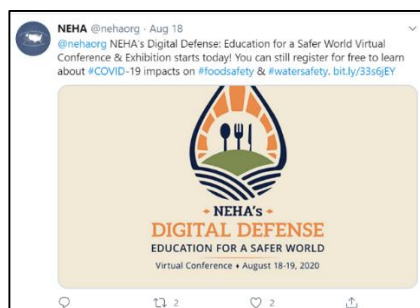 NEHA @nehaorg · Aug 18
@nehaorg NEHA's Digital Defense: Education for a Safer World Virtual
Conference & Exhibition starts today! You can still register for free to learn
about #COVID-19 impacts on #foodsafety & #watersafety. bit.ly/33s6jEY
NEHA's
DIGITAL DEFENSE
EDUCATION FOR A SAFER WORLD
Virtual Conference • August 18-19, 2020
2
2